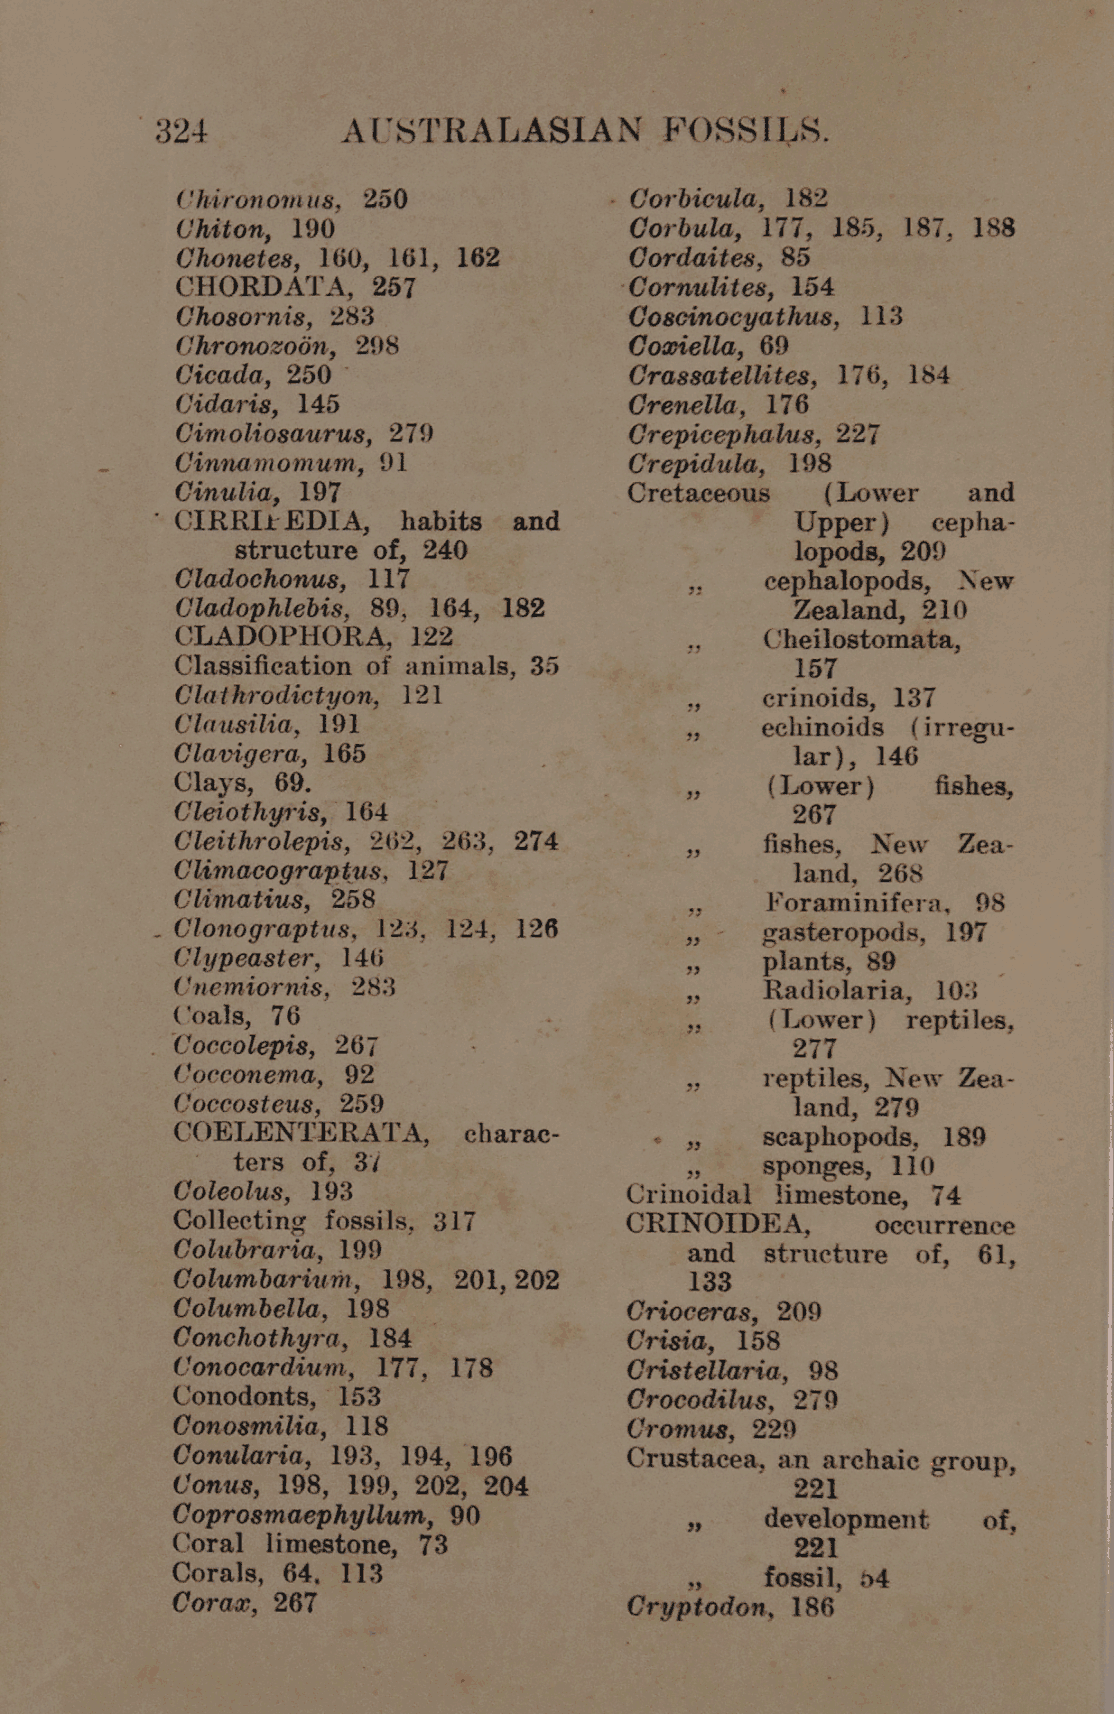 324 AUSTRALASIAN FOSSILS.
Chironomus, 250
Chiton, 190
Chonetes, 160, 161, 162
CHORDATA, 257
Chosornis, 283
Chronozoön, 298
Cicada, 250
Cidaris, 145
Cimoliosaurus, 279
Cinnamomum, 91
Cinulia, 197
CIRRIPEDIA, habits and
structure of, 240
Cladochonus, 117
Cladophlebis, 89, 164, 182
CLADOPHORA, 122
Classification of animals, 35
Clathrodictyon, 121
Clausilia, 191
Clavigera, 165
Clays, 69.
Cleiothyris, 164
Cleithrolepis, 262, 263, 274
Climacograptus, 127
Climatius, 258
Clonograptus, 123, 124, 126
Clypeaster, 146
Cnemiornis, 283
Coals, 76
Coccolepis, 267
Cocconema, 92
Coccosteus, 259
COELENTERATA, charac-
ters of, 37
Coleolus, 193
Collecting fossils, 317
Colubraria, 199
Columbarium, 198, 201, 202
Columbella, 198
Conchothyra, 184
Conocardium, 177, 178
Conodonts, 153
Conosmilia, 118
Conularia, 193, 194, 196
Conus, 198, 199, 202, 204
Coprosmaephyllum, 90
Coral limestone, 73
Corals, 64, 113
Corax, 267
Corbicula, 182
Corbula, 177, 185, 187, 188
Cordaites, 85
Cornulites, 154
Coscinocyathus, 113
Coxiella, 69
Crassatellites, 176, 184
Crenella, 176
Crepicephalus, 227
Crepidula, 198
Cretaceous (Lower and
Upper) cepha-
lopods, 209
,, cephalopods, New
Zealand, 210
,, Cheilostomata,
157
,, crinoids, 137
,, echinoids (irregu-
lar), 146
,, (Lower) fishes,
267
,, fishes, New Zea-
land, 268
,, Foraminifera, 98
,, gasteropods, 197
,, plants, 89
,, Radiolaria, 103
,, (Lower) reptiles,
277
,, reptiles, New Zea-
land, 279
,, scaphopods, 189
,, sponges, 110
Crinoidal limestone, 74
CRINOIDEA, occurrence
and structure of, 61,
133
Crioceras, 209
Crisia, 158
Cristellaria, 98
Crocodilus, 279
Cromus, 229
Crustacea, an archaic group,
221
,, development of,
221
,, fossil, 54
Cryptodon, 186